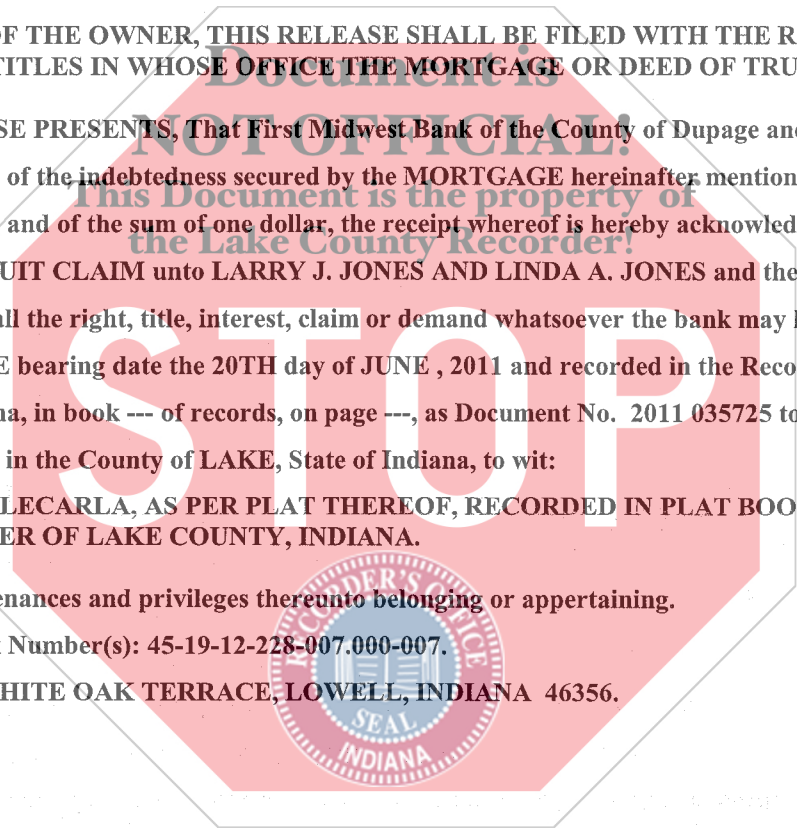 OF THE OWNER, THIS RELEASE SHALL BE FILED WITH THE R
TITLES IN WHOSE OFFICE THE MORTGAGE OR DEED OF TRU
Document is
SE PRESENTS, That First Midwest Bank of the County of Dupage and
NOT OFFICIAL!
of the indebtedness secured by the MORTGAGE hereinafter mention
This Document is the property of
and of the sum of one dollar, the receipt whereof is hereby acknowled
the Lake County Recorder!
UIT CLAIM unto LARRY J. JONES AND LINDA A. JONES and the
all the right, title, interest, claim or demand whatsoever the bank may
E bearing date the 20TH day of JUNE , 2011 and recorded in the Reco
na, in book --- of records, on page ---, as Document No. 2011 035725 to
in the County of LAKE, State of Indiana, to wit:
STOP
LECARLA, AS PER PLAT THEREOF, RECORDED IN PLAT BOO
ER OF LAKE COUNTY, INDIANA.
enances and privileges thereunto belonging or appertaining.
Number(s): 45-19-12-228-007.000-007.
HITE OAK TERRACE, LOWELL, INDIANA 46356.
RECORDER'S OFFICE
SEAL
INDIANA